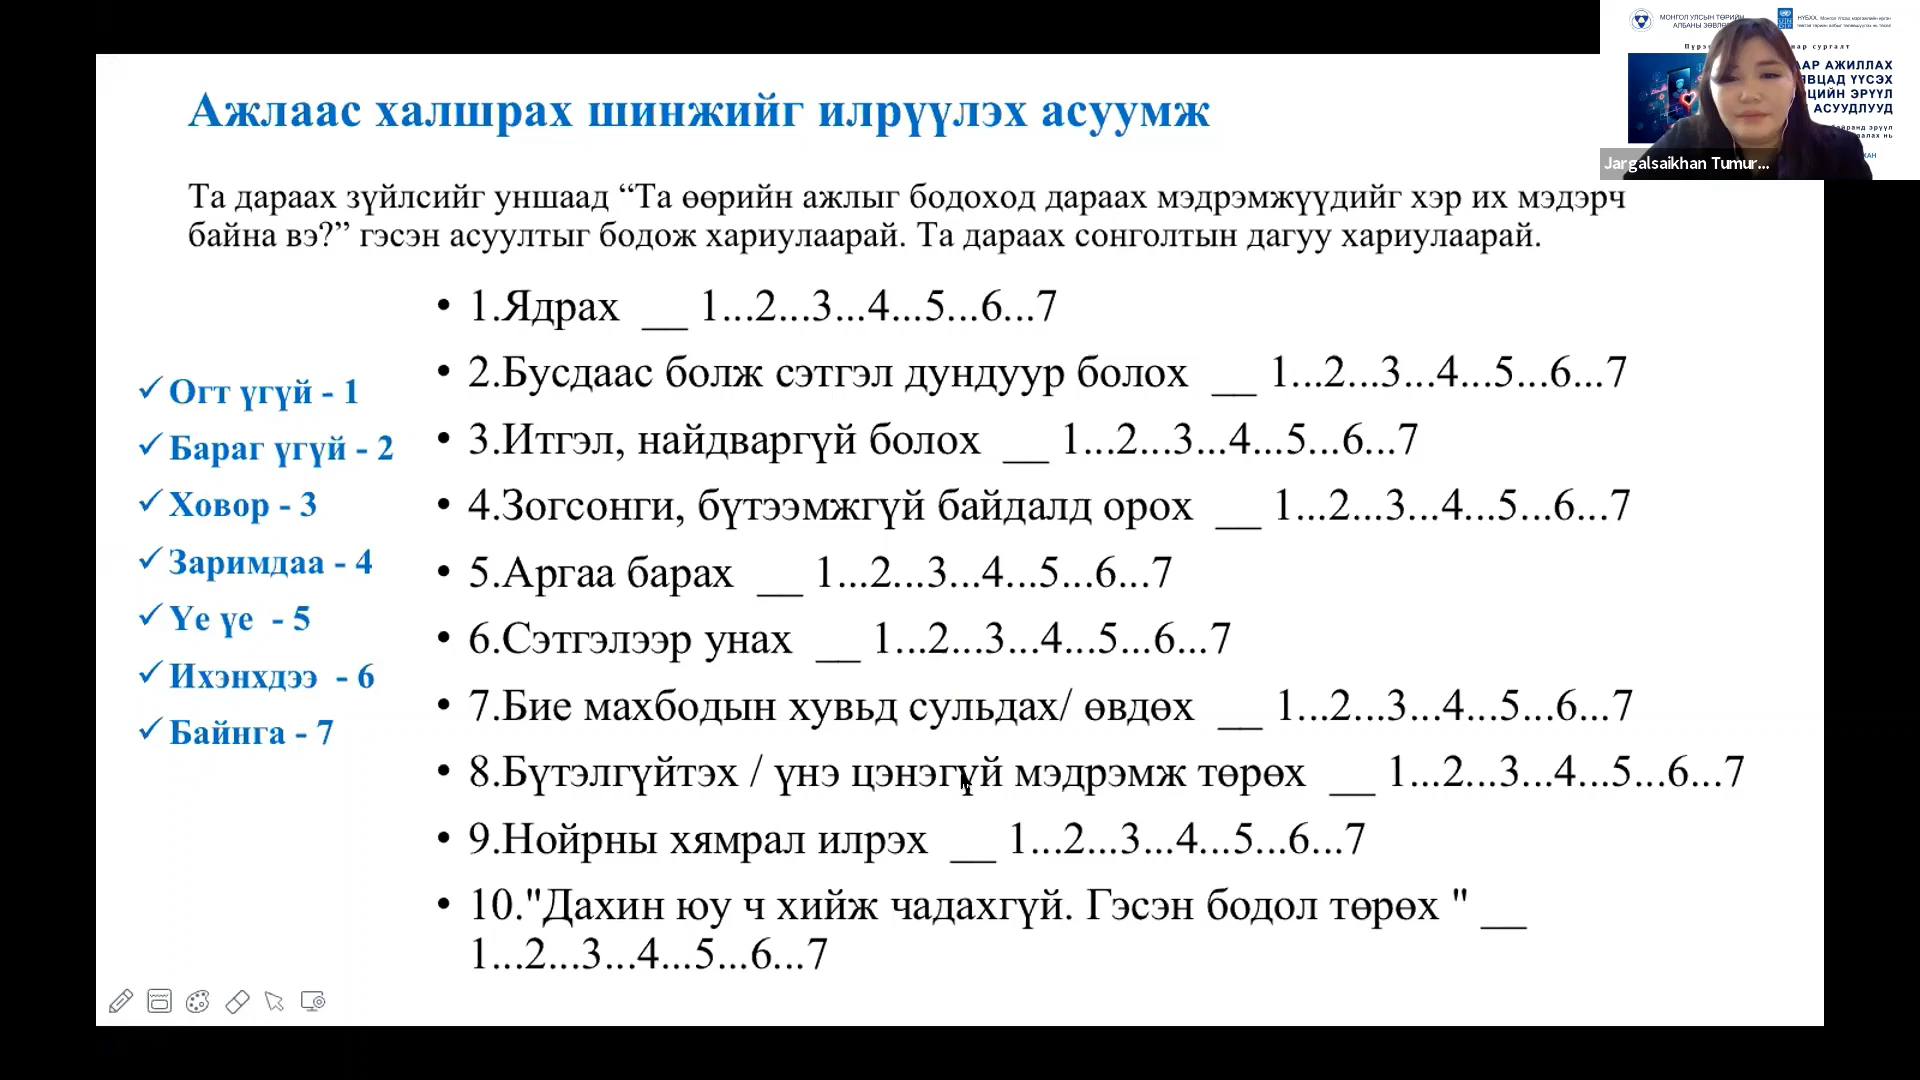 Ажлаас халшрах шинжийг илрүүлэх асуумж
Та дараах зүйлсийг уншаад “Та өөрийн ажлыг бодоход дараах мэдрэмжүүдийг хэр их мэдэрч
байна вэ?” гэсэн асуултыг бодож хариулаарай. Та дараах сонголтын дагуу хариулаарай.
Огт үгүй - 1
Бараг үгүй - 2
Ховор - 3
Заримдаа - 4
Үе үе - 5
Ихэнхдээ - 6
Байнга - 7
• 1.Ядрах __ 1...2...3...4...5...6...7
• 2.Бусдаас болж сэтгэл дундуур болох __ 1...2...3...4...5...6...7
• 3.Итгэл, найдваргүй болох __ 1...2...3...4...5...6...7
• 4.Зогсонги, бүтээмжгүй байдалд орох __ 1...2...3...4...5...6...7
• 5.Аргаа барах __ 1...2...3...4...5...6...7
• 6.Сэтгэлээр унах __ 1...2...3...4...5...6...7
• 7.Бие махбодын хувьд сульдах/ өвдөх __ 1...2...3...4...5...6...7
• 8.Бүтэлгүйтэх / үнэ цэнэгүй мэдрэмж төрөх __ 1...2...3...4...5...6...7
• 9.Нойрны хямрал илрэх __ 1...2...3...4...5...6...7
• 10."Дахин юу ч хийж чадахгүй. Гэсэн бодол төрөх " __
1...2...3...4...5...6...7
МОНГОЛ УЛСЫН ТӨРИЙН
АЛБАНЫ
сургалт
АЖИЛЛАХ
ҮҮСЭХ
ЭРҮҮЛ
АСУУДЛУУД
Jargalsaikhan Tumur...